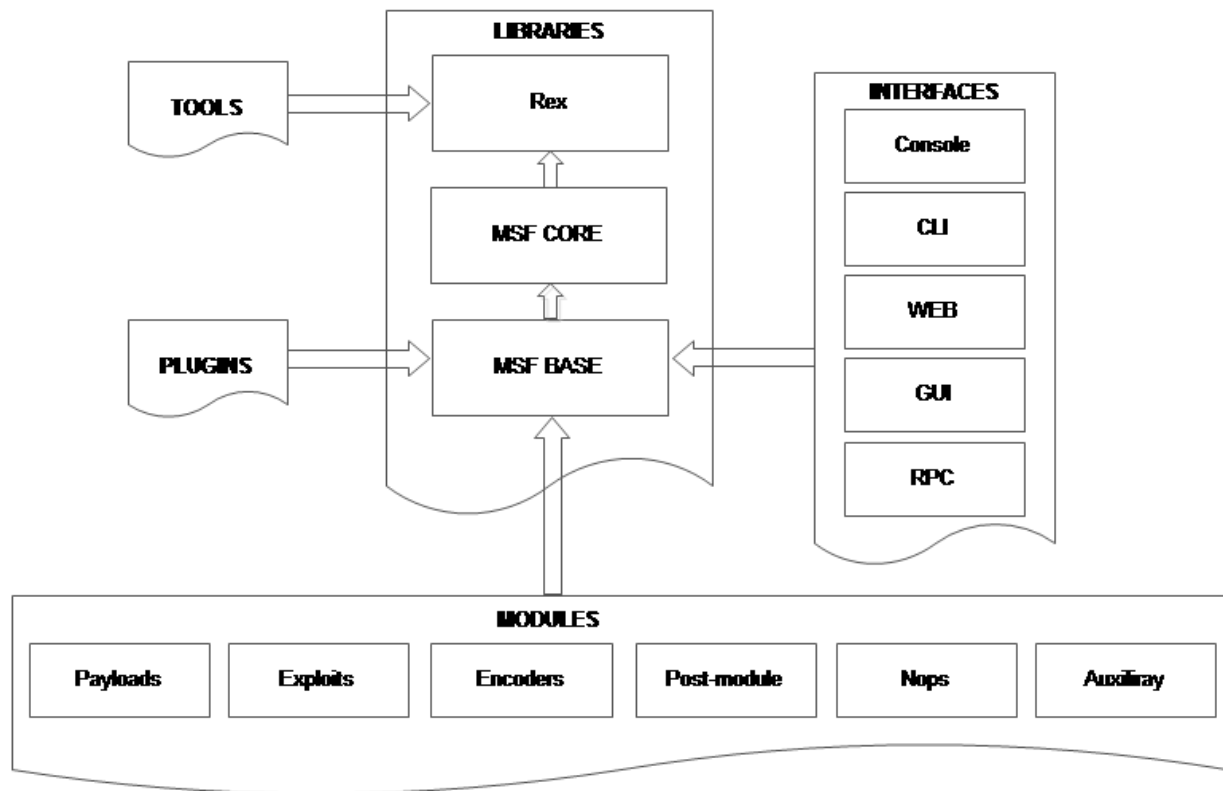 LIBRARIES
TOOLS
Rex
MSF CORE
PLUGINS
MSF BASE
INTERFACES
Console
CLI
WEB
GUI
RPC
MODULES
Payloads
Exploits
Encoders
Post-module
Nops
Auxiliray